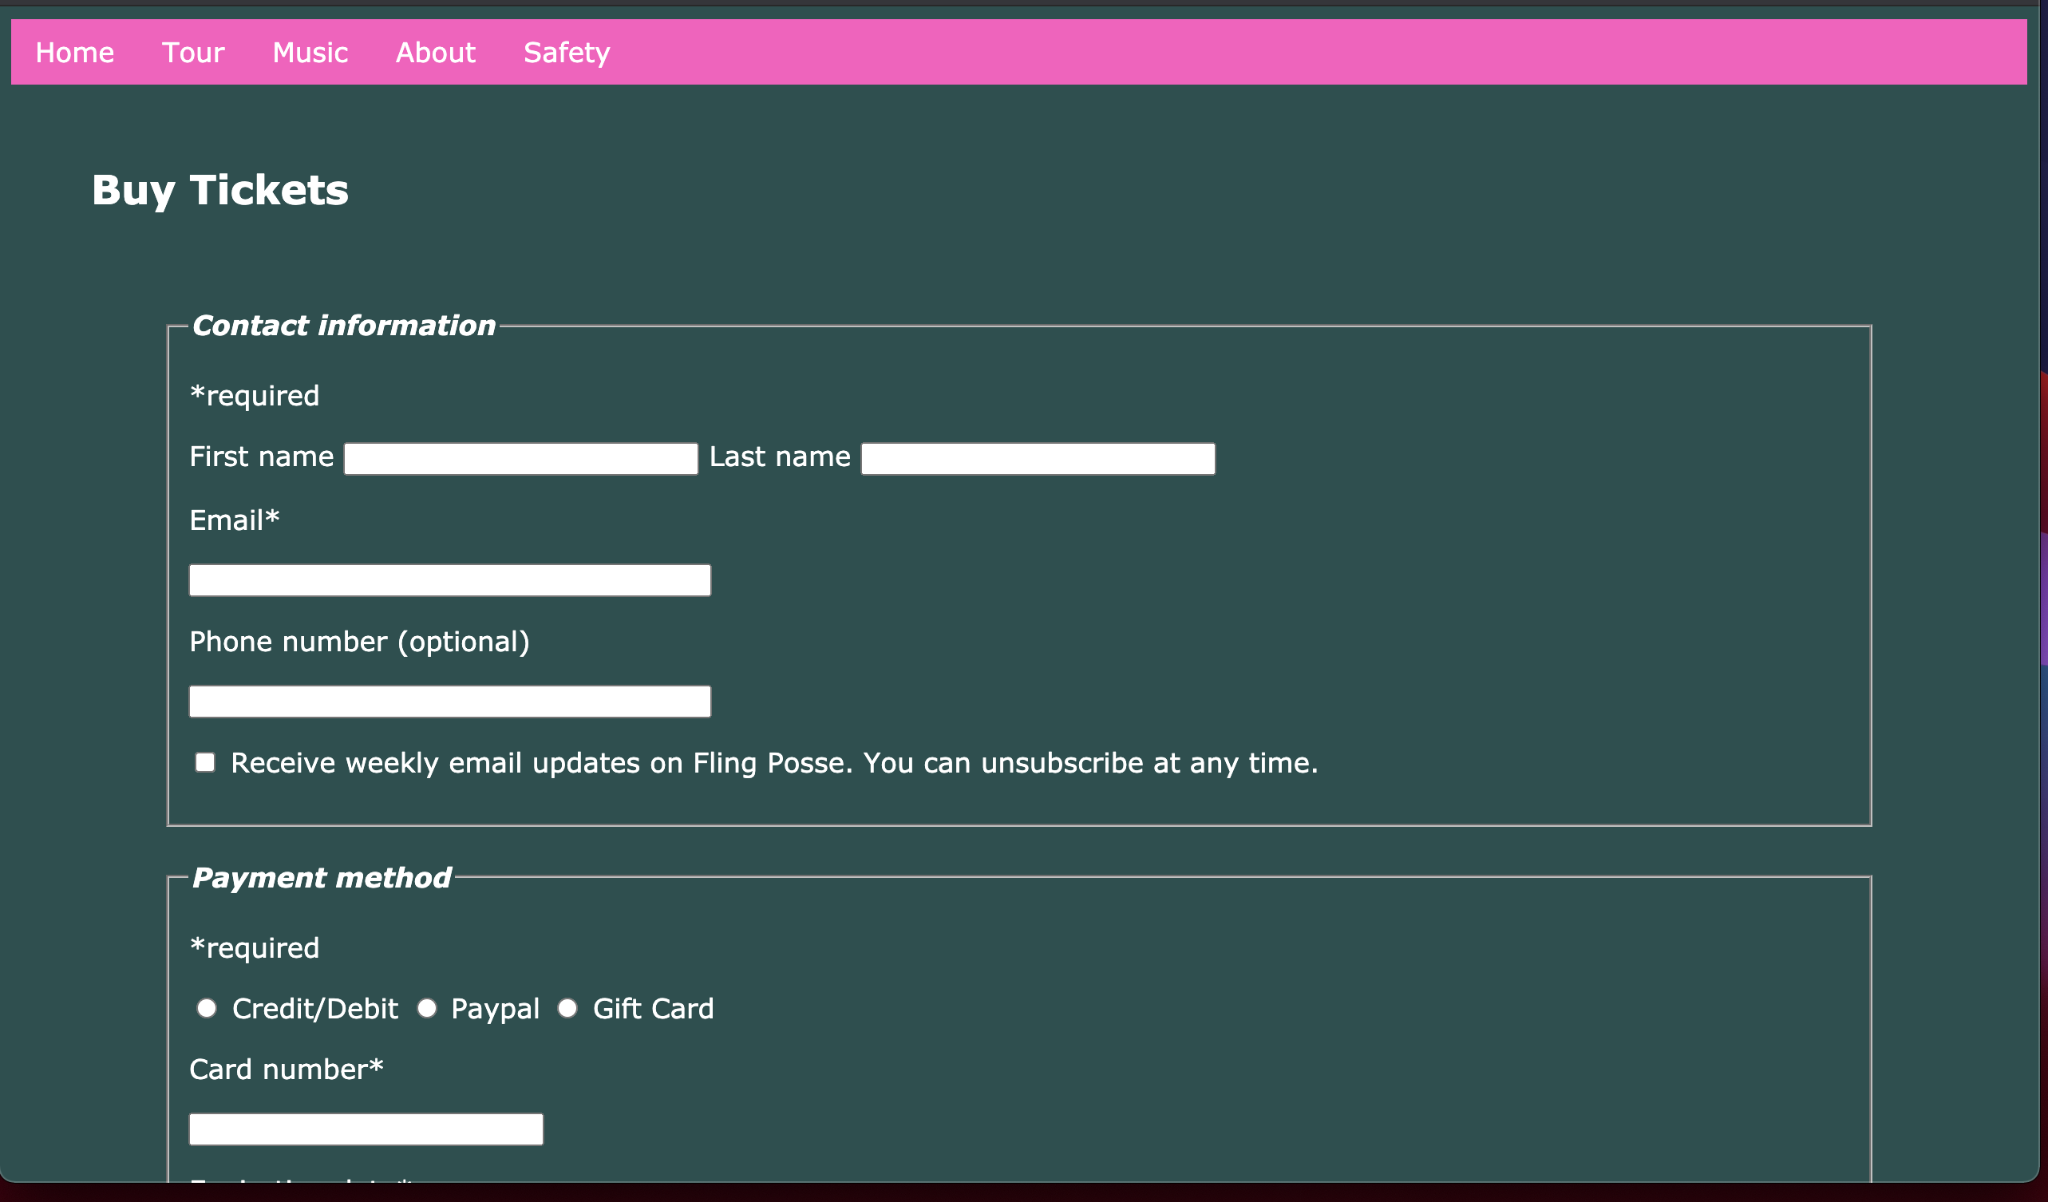 Home Tour Music About Safety
Buy Tickets
Contact information
*required
First name Last name
Email*
Phone number (optional)
Receive weekly email updates on Fling Posse. You can unsubscribe at any time.
Payment method
*required
Credit/Debit Paypal Gift Card
Card number*